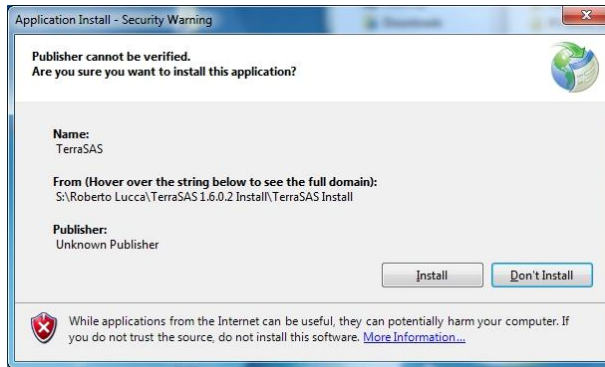 Application Install - Security Warning
Publisher cannot be verified.
Are you sure you want to install this application?
Name:
TerraSAS
From (Hover over the string below to see the full domain):
S:\Roberto Lucca\TerraSAS 1.6.0.2 Install\TerraSAS Install
Publisher:
Unknown Publisher
Install
Don't Install
While applications from the Internet can be useful, they can potentially harm your computer. If
you do not trust the source, do not install this software. More Information...